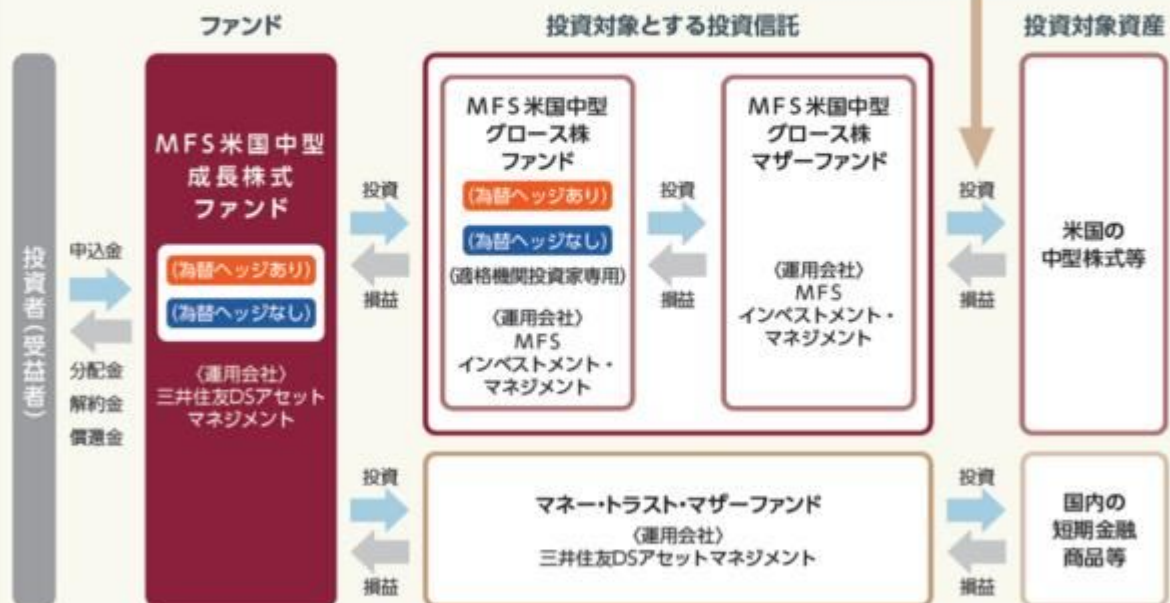 ファンド
投資対象とする投資信託
投資対象資産
投資者(受益者)
申込金
分配金
解約金
償還金
MFS米国中型
成長株式
ファンド
(為替ヘッジあり)
(為替ヘッジなし)
〈運用会社〉
三井住友DSアセット
マネジメント
投資
損益
MFS米国中型
グロース株
ファンド
(為替ヘッジあり)
(為替ヘッジなし)
(適格機関投資家専用)
〈運用会社〉
MFS
インベストメント・
マネジメント
投資
損益
MFS米国中型
グロース株
マザーファンド
〈運用会社〉
MFS
インベストメント・
マネジメント
投資
損益
米国の
中型株式等
投資
損益
マネー・トラスト・マザーファンド
〈運用会社〉
三井住友DSアセットマネジメント
投資
損益
国内の
短期金融
商品等